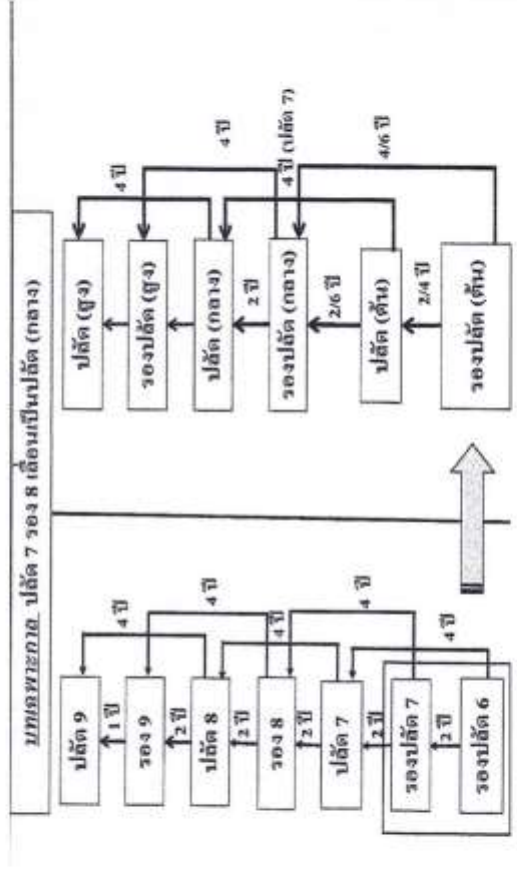 บทเฉพาะกาล ปลัด 7 รอง 8 เลื่อนเป็นปลัด (กลาง)
ปลัด 9
1 ปี
4 ปี
รอง 9
2 ปี
4 ปี
ปลัด 8
2 ปี
รอง 8
4 ปี
2 ปี
ปลัด 7
4 ปี
2 ปี
รองปลัด 7
2 ปี
4 ปี
รองปลัด 6
ปลัด (สูง)
4 ปี
รองปลัด (สูง)
4 ปี
ปลัด (กลาง)
2 ปี
4 ปี (ปลัด 7)
รองปลัด (กลาง)
2/6 ปี
ปลัด (ต้น)
4/6 ปี
2/4 ปี
รองปลัด (ต้น)